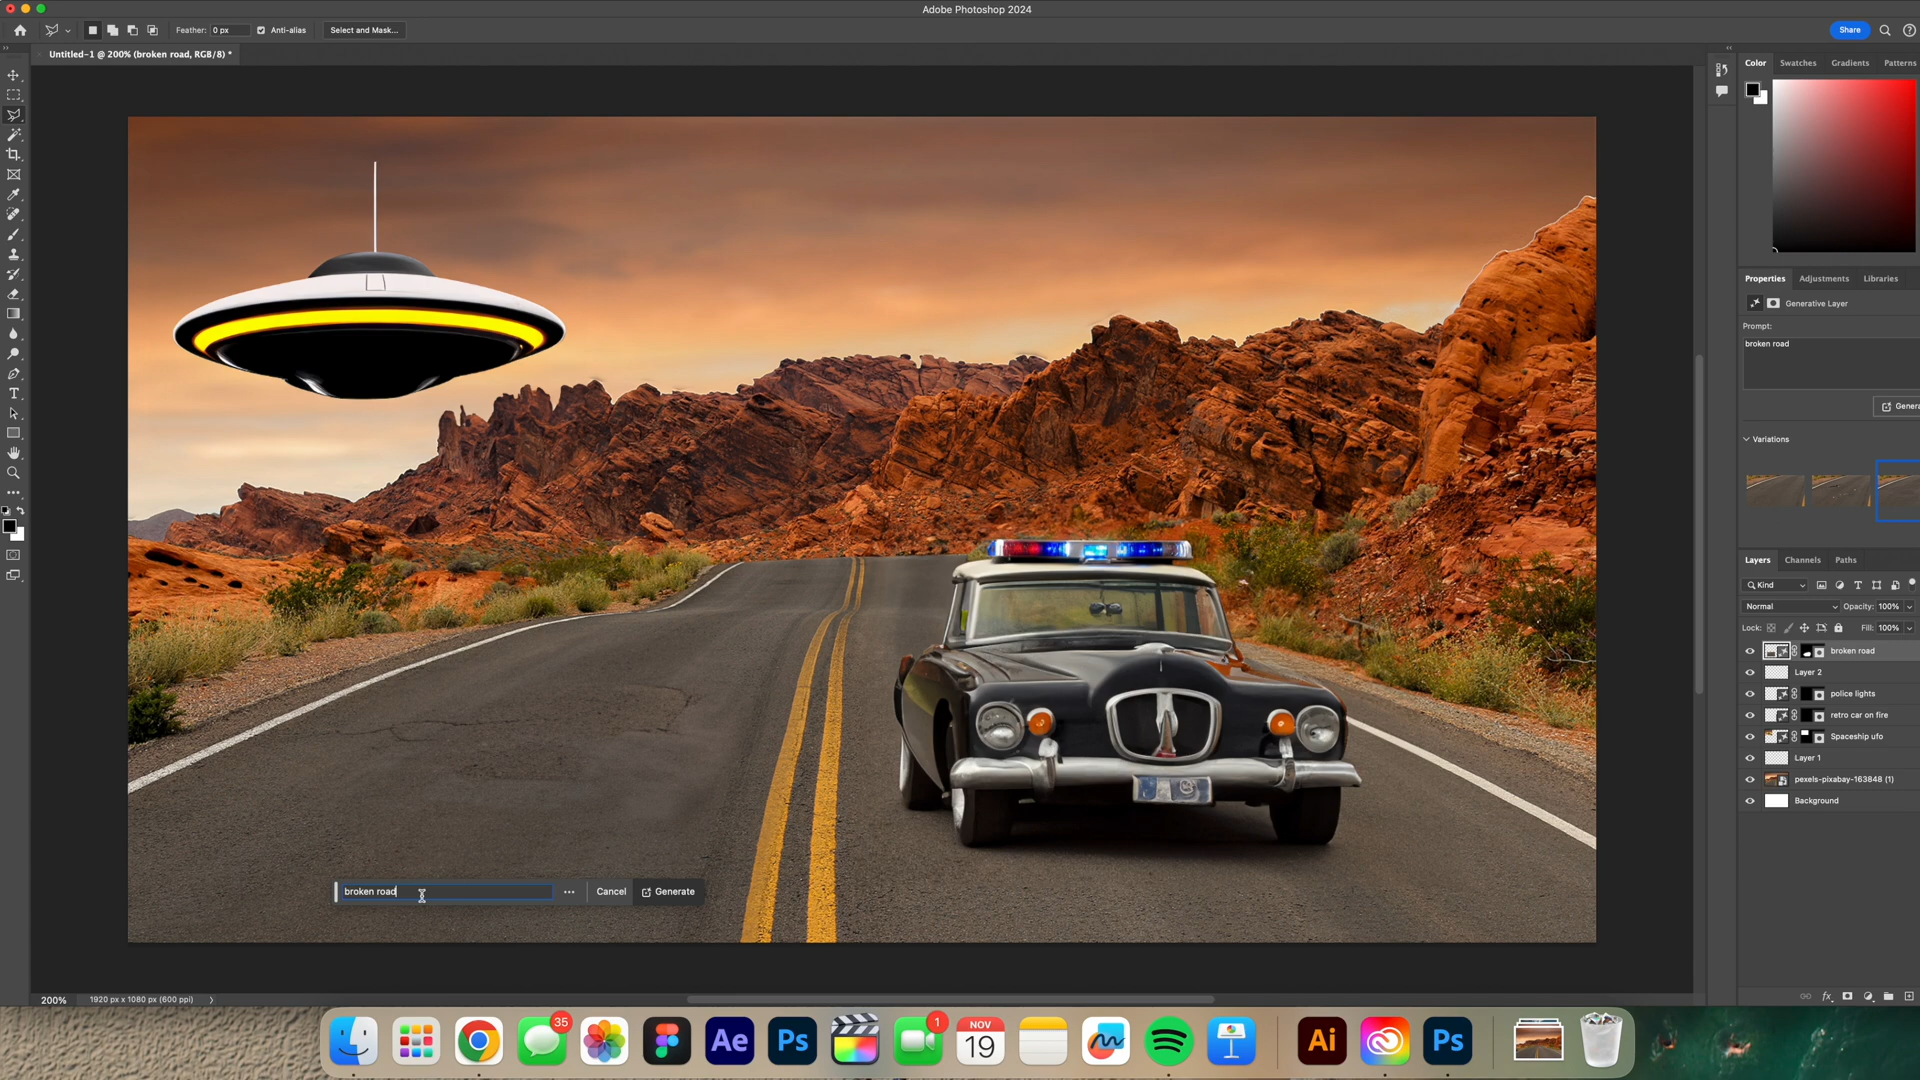 Adobe Photoshop 2024
Feather: 0 px Anti-alias Select and Mask... Share
Untitled-1 @ 200% (broken road, RGB/8) *
Color Swatches Gradients Patterns
Properties Adjustments Libraries
Generative Layer
Prompt:
broken road
Genera
Variations
Layers Channels Paths
Kind
Normal Opacity: 100%
Lock: Fill: 100%
broken road
Layer 2
police lights
retro car on fire
Spaceship ufo
Layer 1
pexels-pixabay-163848 (1)
Background
broken road ... Cancel Generate
200% 1920 px x 1080 px (600 ppi)
fx
35
Ae
Ps
1
NOV
19
Ai
Ps